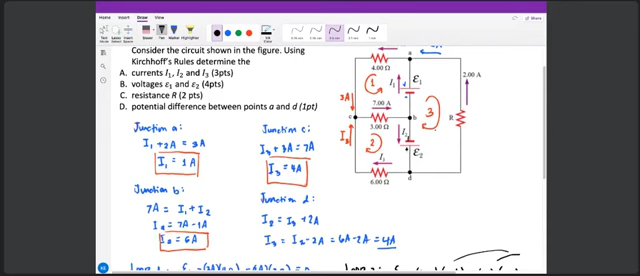 Home Insert Draw View
Consider the circuit shown in the figure. Using
Kirchhoff's Rules determine the
A. currents I₁, I₂ and I₃ (3pts)
B. voltages ε₁ and ε₂ (4pts)
C. resistance R (2 pts)
D. potential difference between points a and d (1pt)
Junction a:
I₁ + 2A = 3A
I₁ = 1A
Junction b:
7A = I₁ + I₂
I₂ = 7A - 1A
I₂ = 6A
Junction c:
I₃ + 3A = 7A
I₃ = 4A
Junction d:
I₂ = I₃ + 2A
I₃ = I₂ - 2A = 6A - 2A = 4A
a
4.00 Ω
I₁
ε₁
2.00 A
1
3A
7.00 A
3
c
b
R
3.00 Ω
I₃
2
I₂
ε₂
I₃
6.00 Ω
d